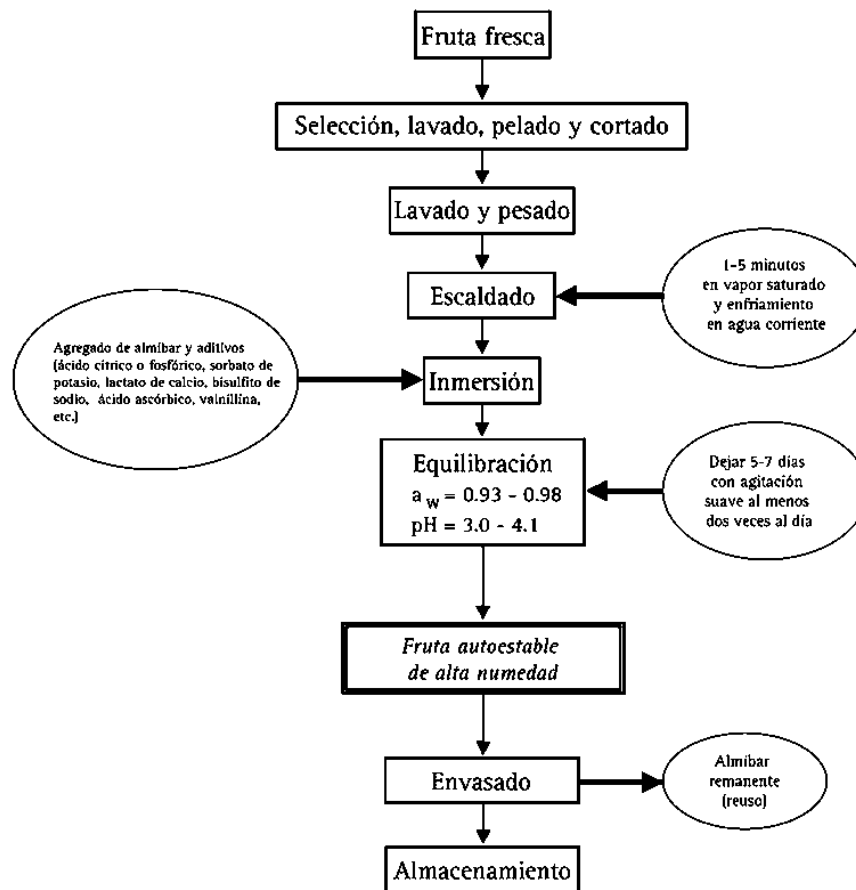 Fruta fresca
Selección, lavado, pelado y cortado
Lavado y pesado
1-5 minutos
en vapor saturado
y enfriamiento
en agua corriente
Escaldado
Agregado de almíbar y aditivos
(ácido cítrico o fosfórico, sorbato de
potasio, lactato de calcio, bisulfito de
sodio, ácido ascórbico, vainillina,
etc.)
Inmersión
Equilibración
a w = 0.93 - 0.98
pH = 3.0 - 4.1
Dejar 5-7 días
con agitación
suave al menos
dos veces al día
Fruta autoestable
de alta numedad
Envasado
Almíbar
remanente
(reuso)
Almacenamiento